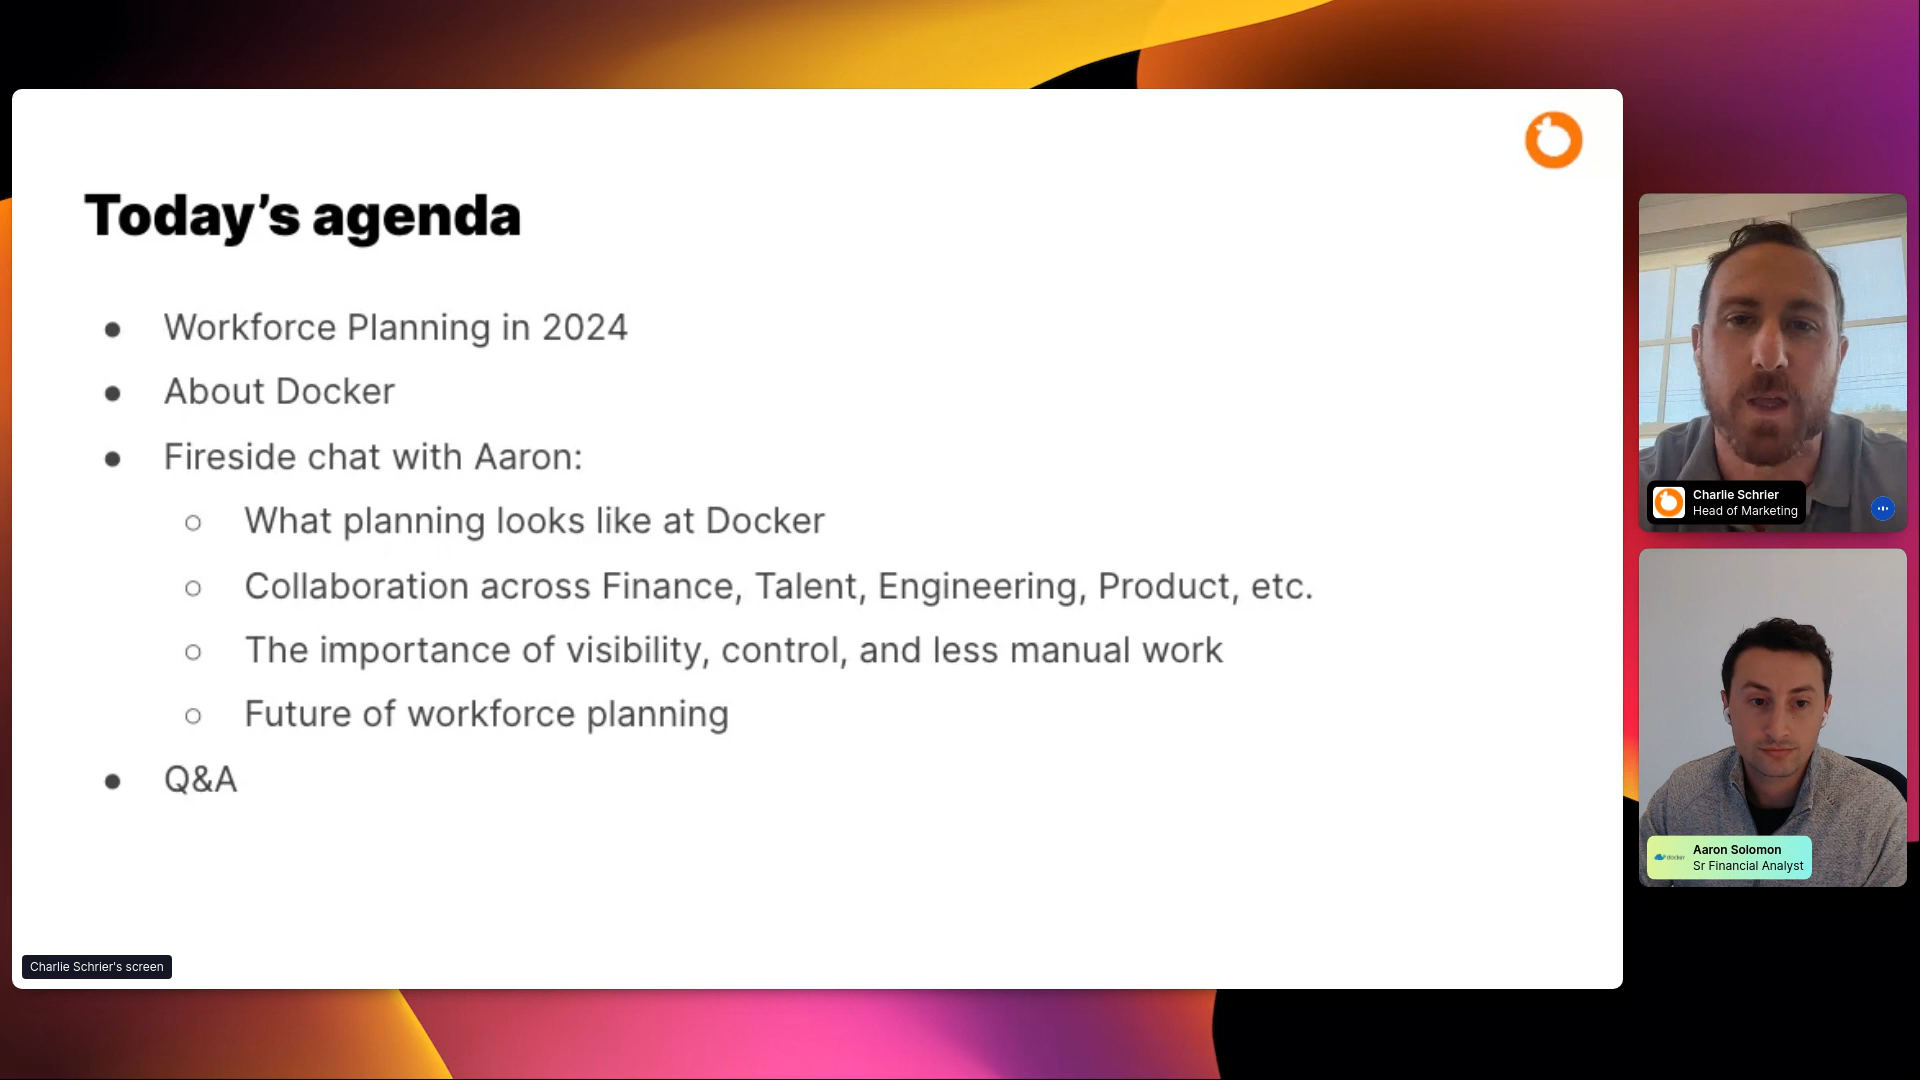 Today's agenda
● Workforce Planning in 2024
● About Docker
● Fireside chat with Aaron:
○ What planning looks like at Docker
○ Collaboration across Finance, Talent, Engineering, Product, etc.
○ The importance of visibility, control, and less manual work
○ Future of workforce planning
● Q&A
Charlie Schrier's screen
Charlie Schrier
Head of Marketing
docker
Aaron Solomon
Sr Financial Analyst